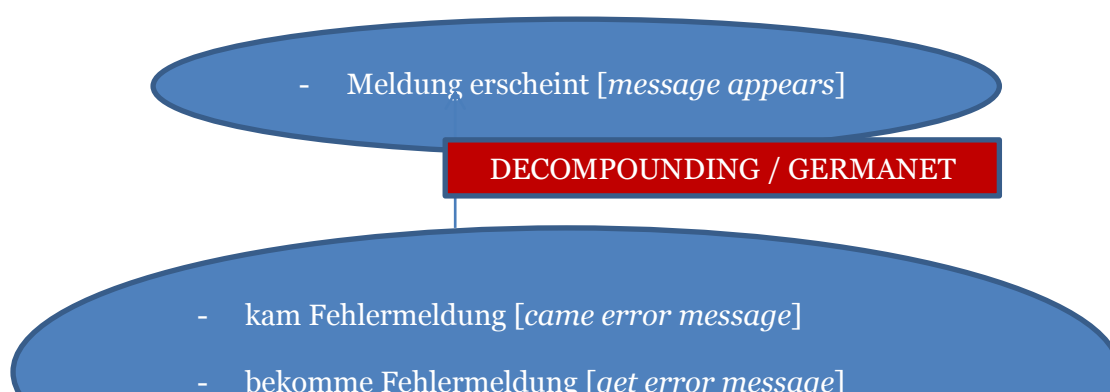 - Meldung erscheint [message appears]
DECOMPOUNDING / GERMANET
- kam Fehlermeldung [came error message]
- bekomme Fehlermeldung [get error message]